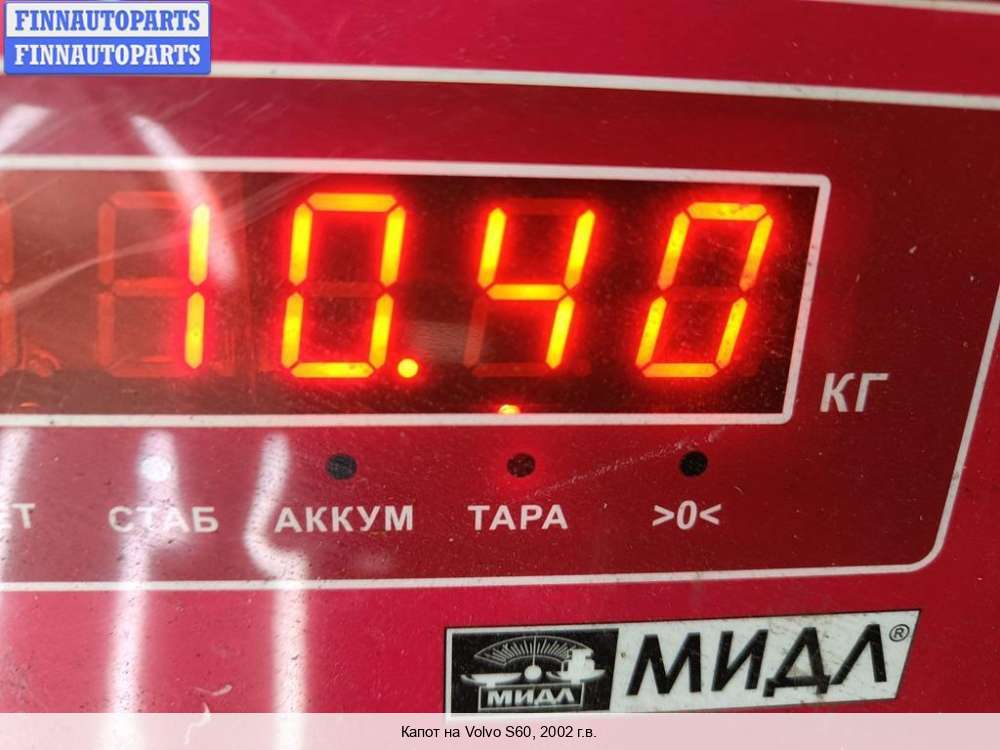 FINNAUTOPARTS
FINNAUTOPARTS
10.40
КГ
СТАБ АККУМ ТАРА >0<
МИДЛ МИДЛ®
Капот на Volvo S60, 2002 г.в.